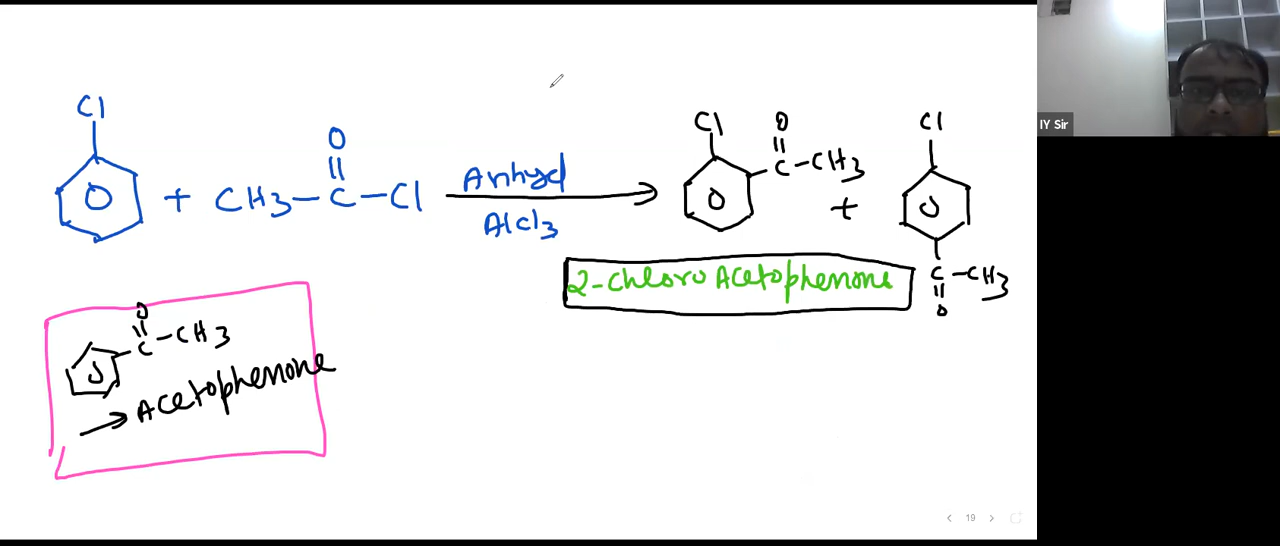 Cl
O
CH3-C-Cl
+
Anhyd
AlCl3
Cl
O
C-CH3
+
Cl
C-CH3
O
2-Chloro Acetophenone
O
C-CH3
→ Acetophenone
IY Sir
< 19 >